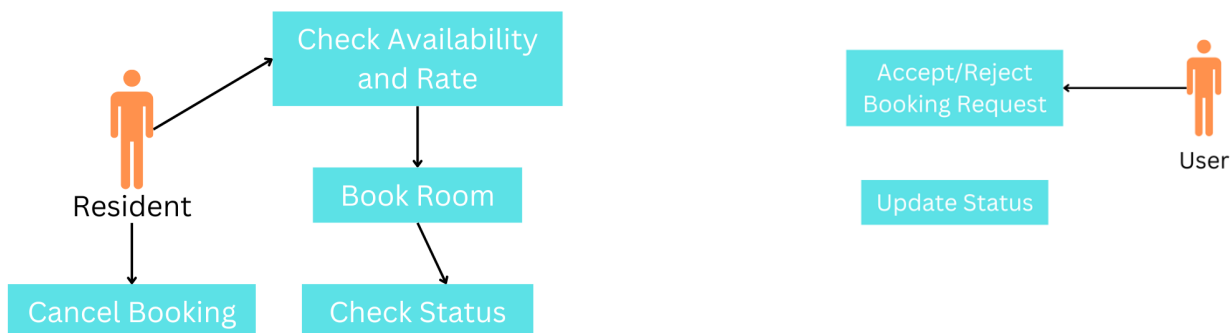 Check Availability
and Rate
Accept/Reject
Booking Request
User
Book Room
Update Status
Resident
Cancel Booking
Check Status